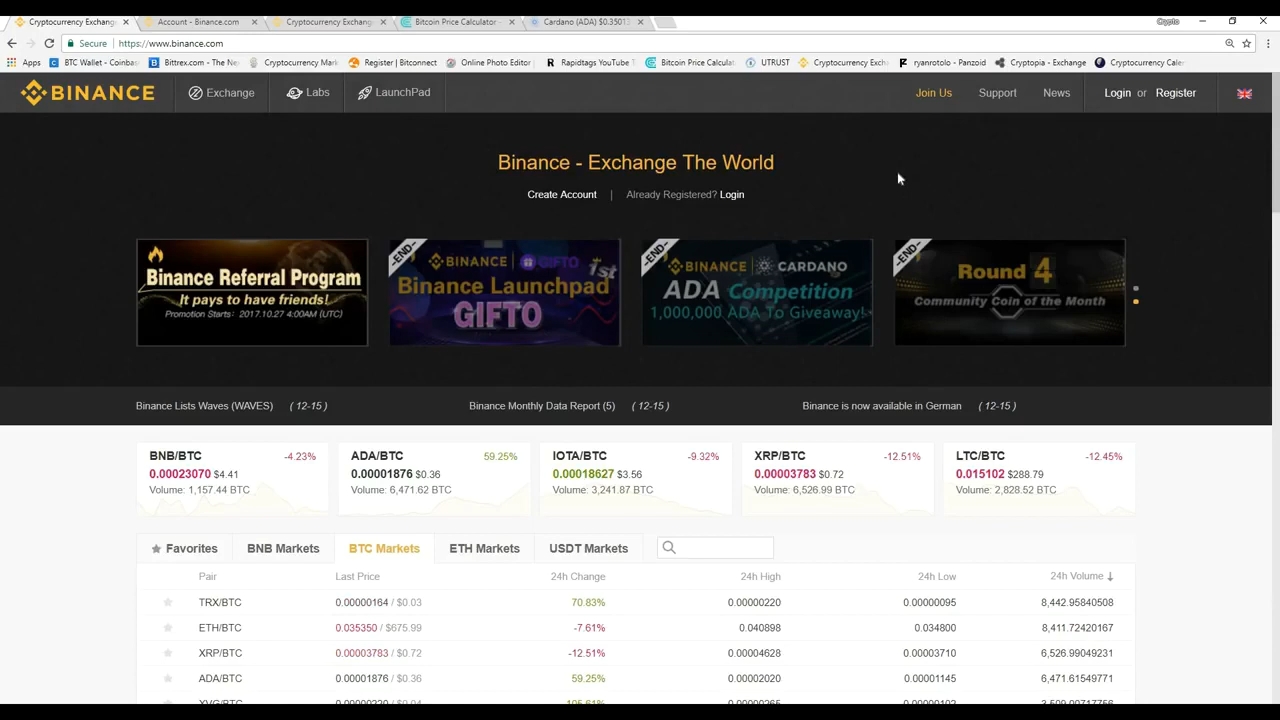 Cryptocurrency Exchang
Account - Binance.com
Cryptocurrency Exchang
Bitcoin Price Calculator -
Cardano (ADA) $0.35013
Crypto
Secure
https://www.binance.com
Apps
BTC Wallet - Coinbas
Bittrex.com - The Ne
Cryptocurrency Mark
Register | Bitconnect
Online Photo Editor |
Rapidtags YouTube T
Bitcoin Price Calculat
UTRUST
Cryptocurrency Exch
ryanrotolo - Panzoid
Cryptopia - Exchange
Cryptocurrency Caler
BINANCE
Exchange
Labs
LaunchPad
Join Us
Support
News
Login or Register
Binance - Exchange The World
Create Account | Already Registered? Login
Binance Referral Program
It pays to have friends!
Promotion Starts: 2017.10.27 4:00AM (UTC)
-END-
BINANCE | GIFTO
1st
Binance Launchpad
GIFTO
-END-
BINANCE | CARDANO
ADA Competition
1,000,000 ADA To Giveaway!
-END-
Round 4
Community Coin of the Month
Binance Lists Waves (WAVES) ( 12-15 )
Binance Monthly Data Report (5) ( 12-15 )
Binance is now available in German ( 12-15 )
BNB/BTC -4.23%
0.00023070 $4.41
Volume: 1,157.44 BTC
ADA/BTC 59.25%
0.00001876 $0.36
Volume: 6,471.62 BTC
IOTA/BTC -9.32%
0.00018627 $3.56
Volume: 3,241.87 BTC
XRP/BTC -12.51%
0.00003783 $0.72
Volume: 6,526.99 BTC
LTC/BTC -12.45%
0.015102 $288.79
Volume: 2,828.52 BTC
Favorites
BNB Markets
BTC Markets
ETH Markets
USDT Markets
Pair Last Price 24h Change 24h High 24h Low 24h Volume
TRX/BTC 0.00000164 / $0.03 70.83% 0.00000220 0.00000095 8,442.95840508
ETH/BTC 0.035350 / $675.99 -7.61% 0.040898 0.034800 8,411.72420167
XRP/BTC 0.00003783 / $0.72 -12.51% 0.00004628 0.00003710 6,526.99049231
ADA/BTC 0.00001876 / $0.36 59.25% 0.00002020 0.00001145 6,471.61549771